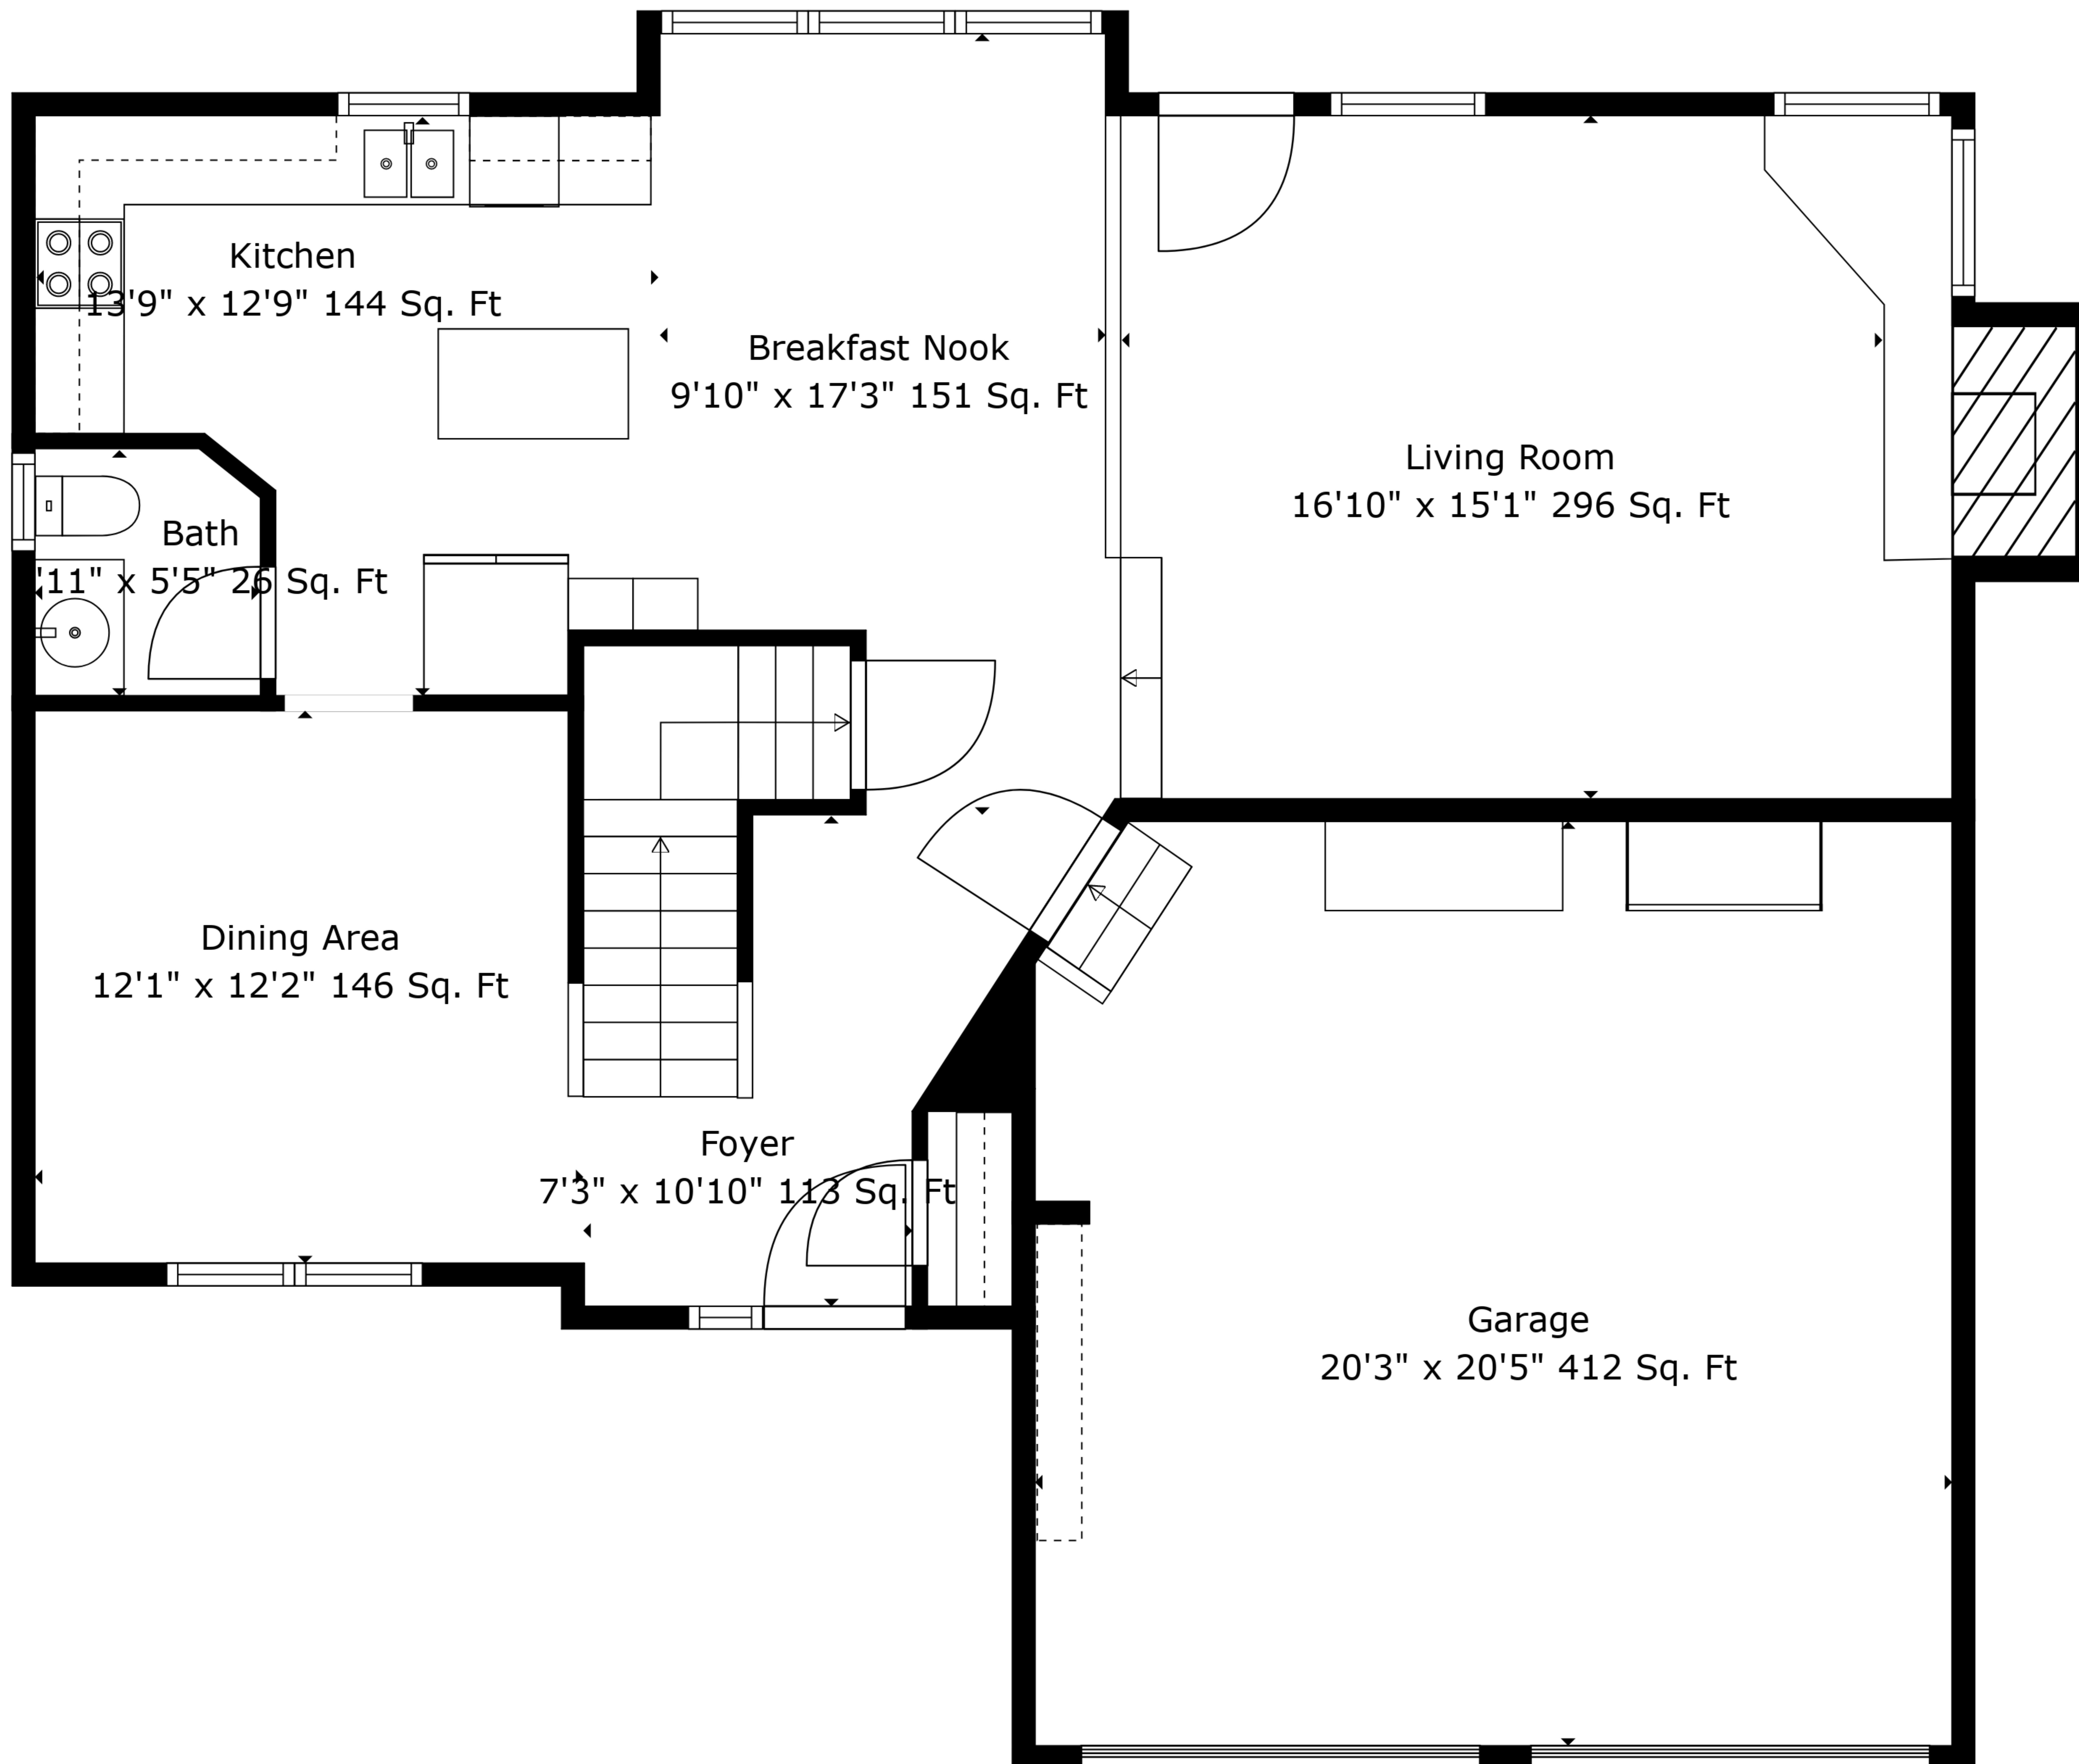 Kitchen
13'9" x 12'9" 144 Sq. Ft
Breakfast Nook
9'10" x 17'3" 151 Sq. Ft
Living Room
16'10" x 15'1" 296 Sq. Ft
Bath
'11" x 5'5" 26 Sq. Ft
Dining Area
12'1" x 12'2" 146 Sq. Ft
Foyer
7'3" x 10'10" 113 Sq. Ft
Garage
20'3" x 20'5" 412 Sq. Ft